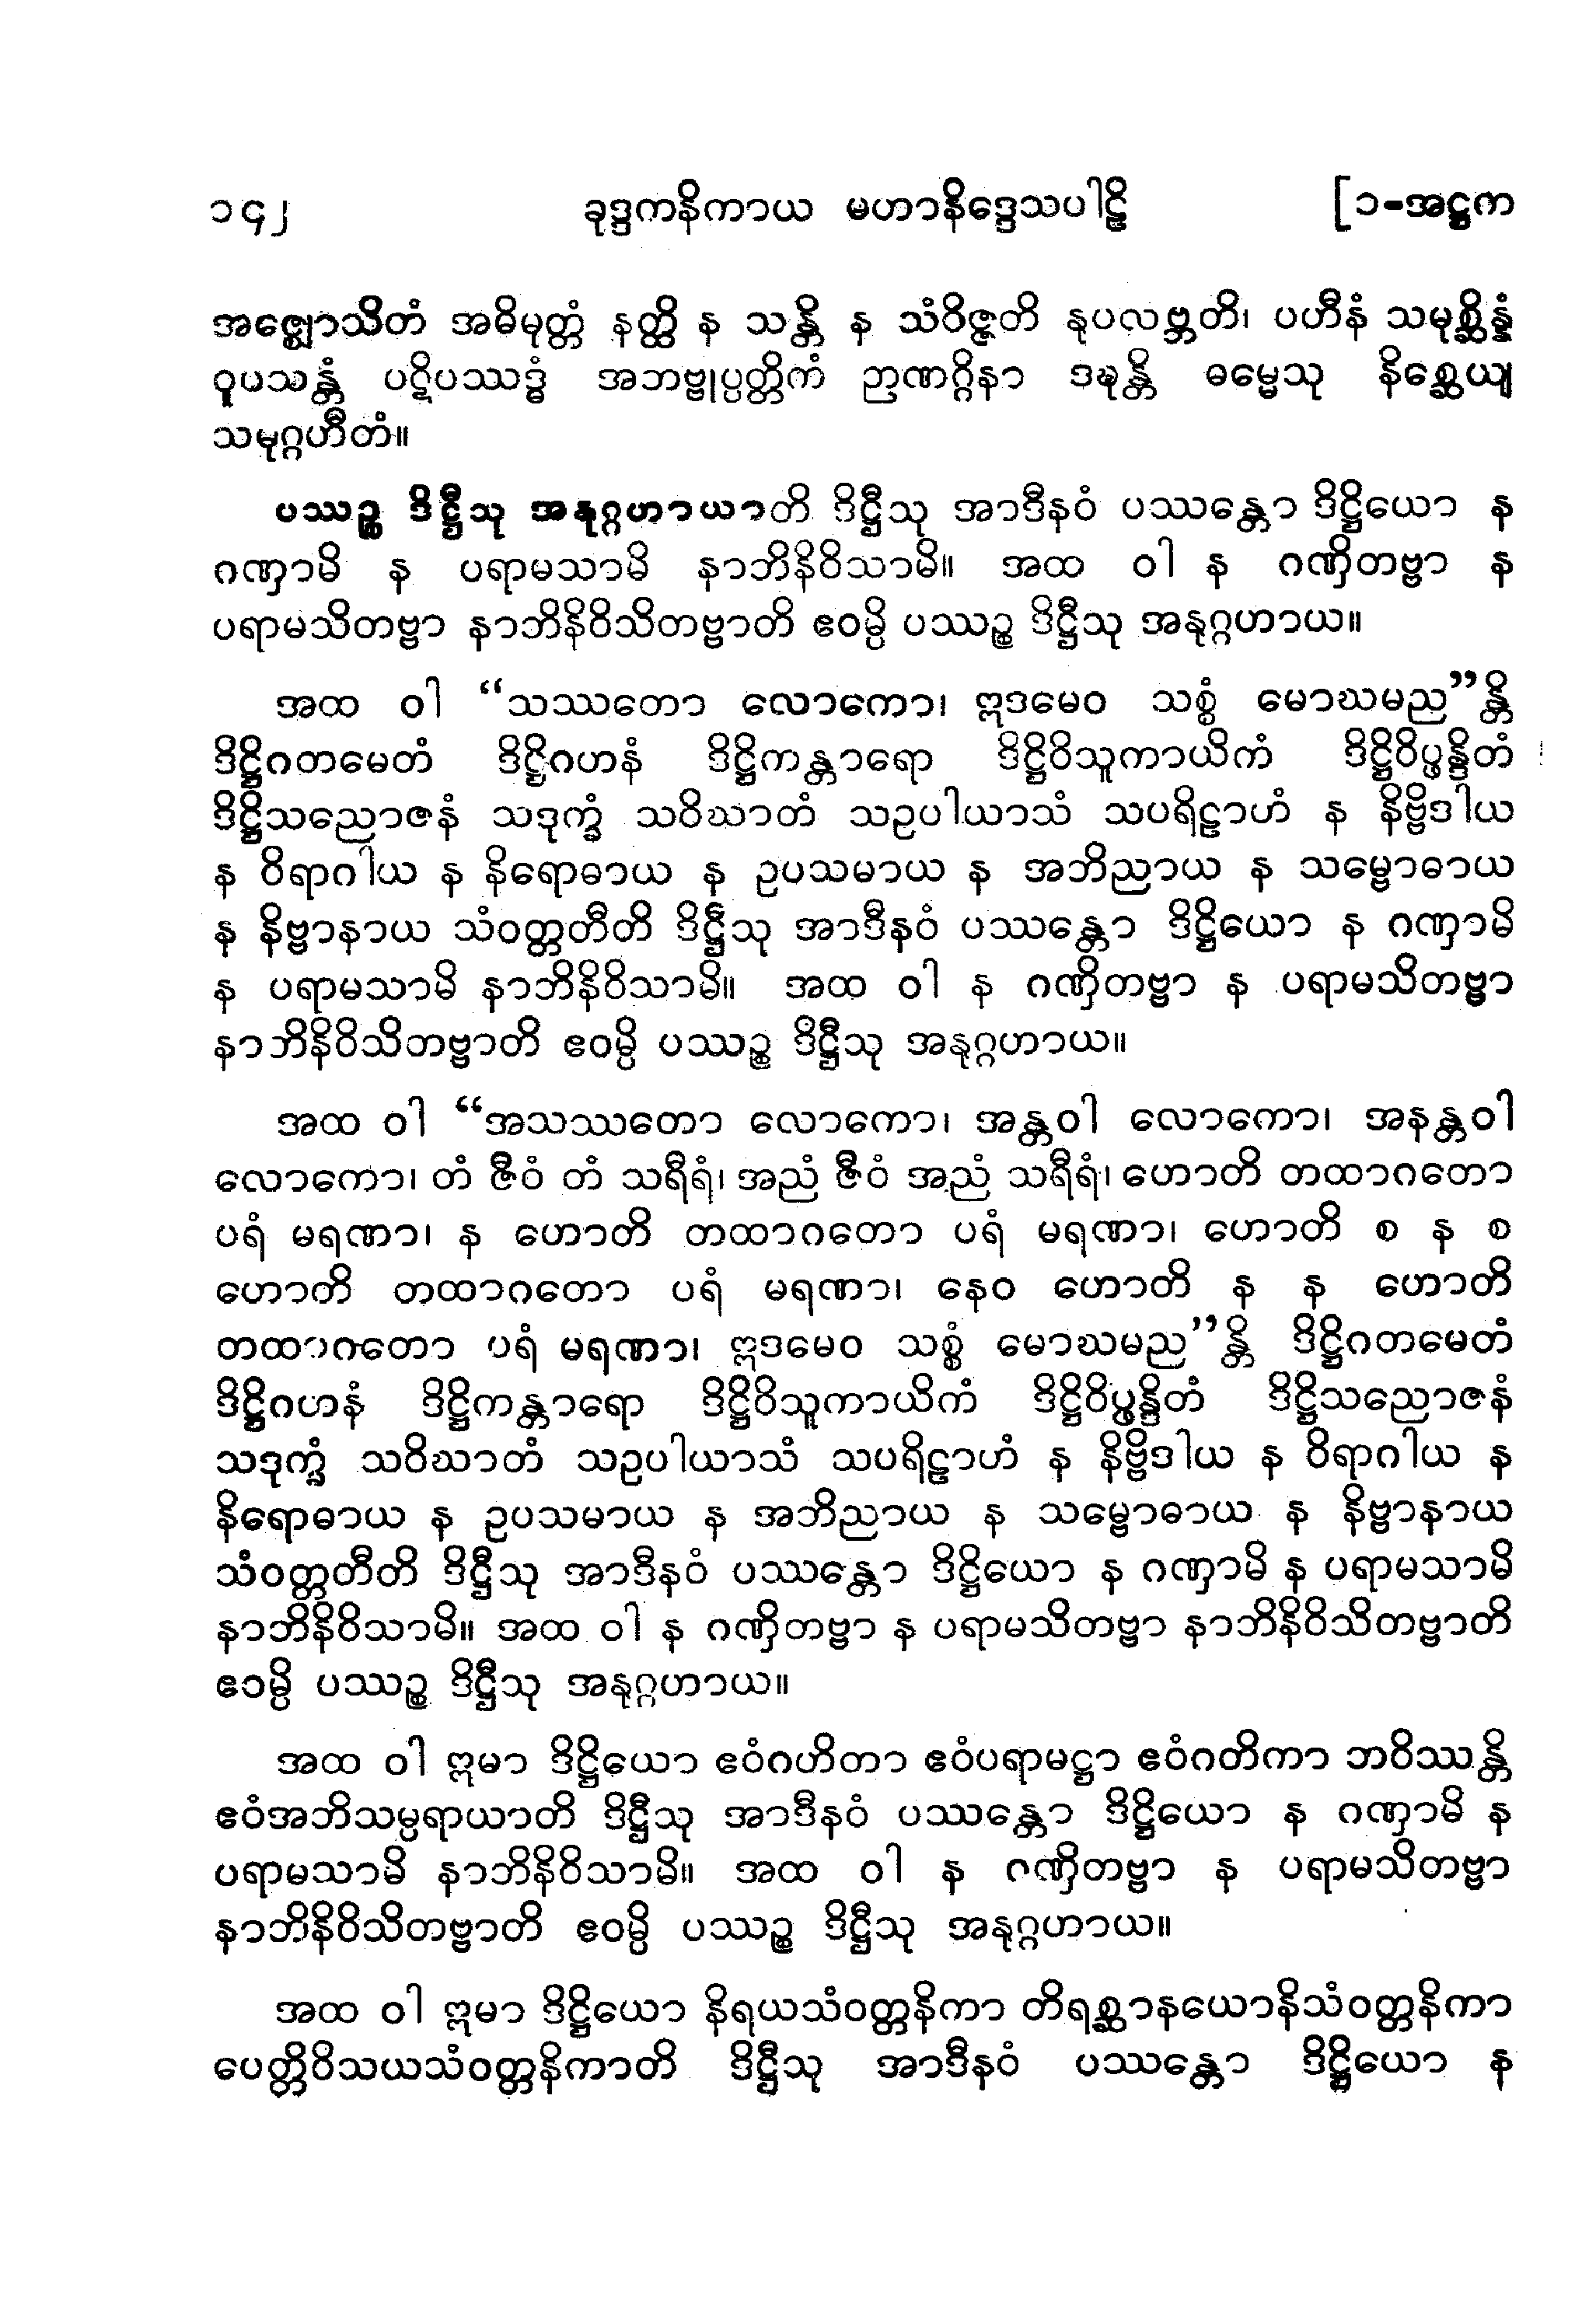 ၁၄၂ ခုဒ္ဒကနိကာယ မဟာနိဒ္ဒေသပါဠိ [၁-အဋ္ဌက
အဇ္ဈောသိတံ အဓိမုတ္တံ နတ္ထိ န သန္တိ န သံဝိဇ္ဇတိ နုပလဗ္ဘတိ၊ ပဟီနံ သမုစ္ဆိန္နံ
ဝူပသန္တံ ပဋိပဿဒ္ဓံ အဘဗ္ဗုပ္ပတ္တိကံ ဉာဏဂ္ဂိနာ ဒဍ္ဎန္တိ ဓမ္မေသု နိစ္ဆေယျ
သမုဂ္ဂဟီတံ။
ပဿဉ္စ ဒိဋ္ဌီသု အနုဂ္ဂဟာယာတိ ဒိဋ္ဌီသု အာဒီနဝံ ပဿန္တော ဒိဋ္ဌိယော န
ဂဏှာမိ န ပရာမသာမိ နာဘိနိဝိသာမိ။ အထ ဝါ န ဂဏှိတဗ္ဗာ န
ပရာမသိတဗ္ဗာ နာဘိနိဝိသိတဗ္ဗာတိ ဧဝမ္ပိ ပဿဉ္စ ဒိဋ္ဌီသု အနုဂ္ဂဟာယ။
အထ ဝါ “သဿတော လောကော၊ ဣဒမေဝ သစ္စံ မောဃမည”န္တိ
ဒိဋ္ဌိဂတမေတံ ဒိဋ္ဌိဂဟနံ ဒိဋ္ဌိကန္တာရော ဒိဋ္ဌိဝိသူကာယိကံ ဒိဋ္ဌိဝိပ္ဖန္ဒိတံ
ဒိဋ္ဌိသညောဇနံ သဒုက္ခံ သဝိဃာတံ သဥပါယာသံ သပရိဠာဟံ န နိဗ္ဗိဒါယ
န ဝိရာဂါယ န နိရောဓာယ န ဥပသမာယ န အဘိညာယ န သမ္ဗောဓာယ
န နိဗ္ဗာနာယ သံဝတ္တတီတိ ဒိဋ္ဌီသု အာဒီနဝံ ပဿန္တော ဒိဋ္ဌိယော န ဂဏှာမိ
န ပရာမသာမိ နာဘိနိဝိသာမိ။ အထ ဝါ န ဂဏှိတဗ္ဗာ န ပရာမသိတဗ္ဗာ
နာဘိနိဝိသိတဗ္ဗာတိ ဧဝမ္ပိ ပဿဉ္စ ဒိဋ္ဌီသု အနုဂ္ဂဟာယ။
အထ ဝါ “အသဿတော လောကော၊ အန္တဝါ လောကော၊ အနန္တဝါ
လောကော၊ တံ ဇီဝံ တံ သရီရံ၊ အညံ ဇီဝံ အညံ သရီရံ၊ ဟောတိ တထာဂတော
ပရံ မရဏာ၊ န ဟောတိ တထာဂတော ပရံ မရဏာ၊ ဟောတိ စ န စ
ဟောတိ တထာဂတော ပရံ မရဏာ၊ နေဝ ဟောတိ န န ဟောတိ
တထာဂတော ပရံ မရဏာ၊ ဣဒမေဝ သစ္စံ မောဃမည”န္တိ ဒိဋ္ဌိဂတမေတံ
ဒိဋ္ဌိဂဟနံ ဒိဋ္ဌိကန္တာရော ဒိဋ္ဌိဝိသူကာယိကံ ဒိဋ္ဌိဝိပ္ဖန္ဒိတံ ဒိဋ္ဌိသညောဇနံ
သဒုက္ခံ သဝိဃာတံ သဥပါယာသံ သပရိဠာဟံ န နိဗ္ဗိဒါယ န ဝိရာဂါယ န
နိရောဓာယ န ဥပသမာယ န အဘိညာယ န သမ္ဗောဓာယ န နိဗ္ဗာနာယ
သံဝတ္တတီတိ ဒိဋ္ဌီသု အာဒီနဝံ ပဿန္တော ဒိဋ္ဌိယော န ဂဏှာမိ န ပရာမသာမိ
နာဘိနိဝိသာမိ။ အထ ဝါ န ဂဏှိတဗ္ဗာ န ပရာမသိတဗ္ဗာ နာဘိနိဝိသိတဗ္ဗာတိ
ဧဝမ္ပိ ပဿဉ္စ ဒိဋ္ဌီသု အနုဂ္ဂဟာယ။
အထ ဝါ ဣမာ ဒိဋ္ဌိယော ဧဝံဂဟိတာ ဧဝံပရာမဋ္ဌာ ဧဝံဂတိကာ ဘဝိဿန္တိ
ဧဝံအဘိသမ္ပရာယာတိ ဒိဋ္ဌီသု အာဒီနဝံ ပဿန္တော ဒိဋ္ဌိယော န ဂဏှာမိ န
ပရာမသာမိ နာဘိနိဝိသာမိ။ အထ ဝါ န ဂဏှိတဗ္ဗာ န ပရာမသိတဗ္ဗာ
နာဘိနိဝိသိတဗ္ဗာတိ ဧဝမ္ပိ ပဿဉ္စ ဒိဋ္ဌီသု အနုဂ္ဂဟာယ။
အထ ဝါ ဣမာ ဒိဋ္ဌိယော နိရယသံဝတ္တနိကာ တိရစ္ဆာနယောနိသံဝတ္တနိကာ
ပေတ္တိဝိသယသံဝတ္တနိကာတိ ဒိဋ္ဌီသု အာဒီနဝံ ပဿန္တော ဒိဋ္ဌိယော န